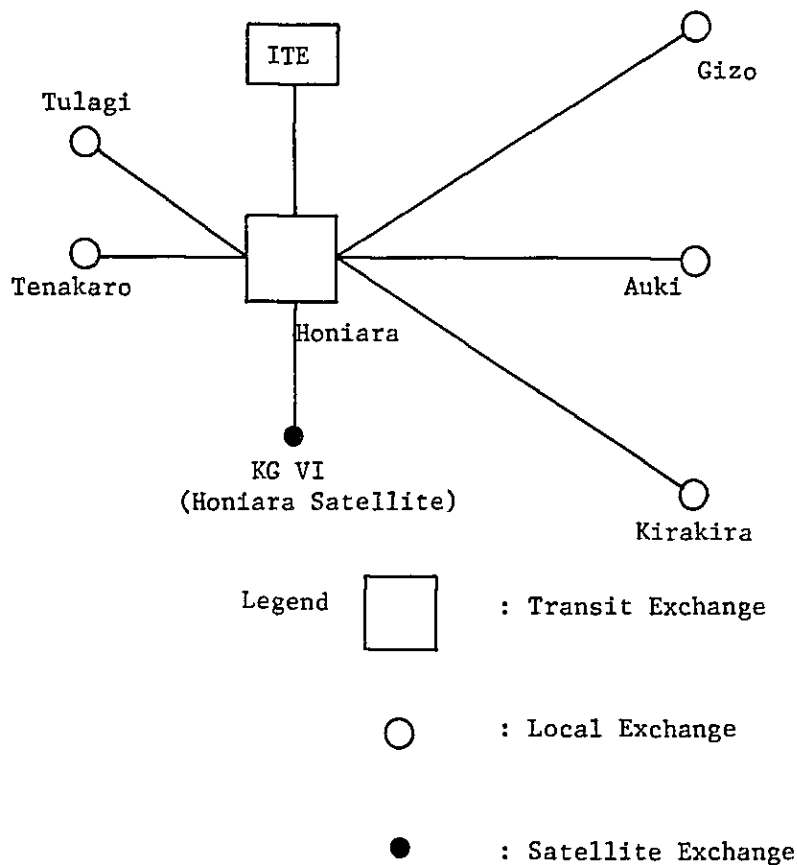 ITE
Gizo
Tulagi
Tenakaro
Auki
Honiara
KG VI
(Honiara Satellite)
Kirakira
Legend
: Transit Exchange
: Local Exchange
: Satellite Exchange